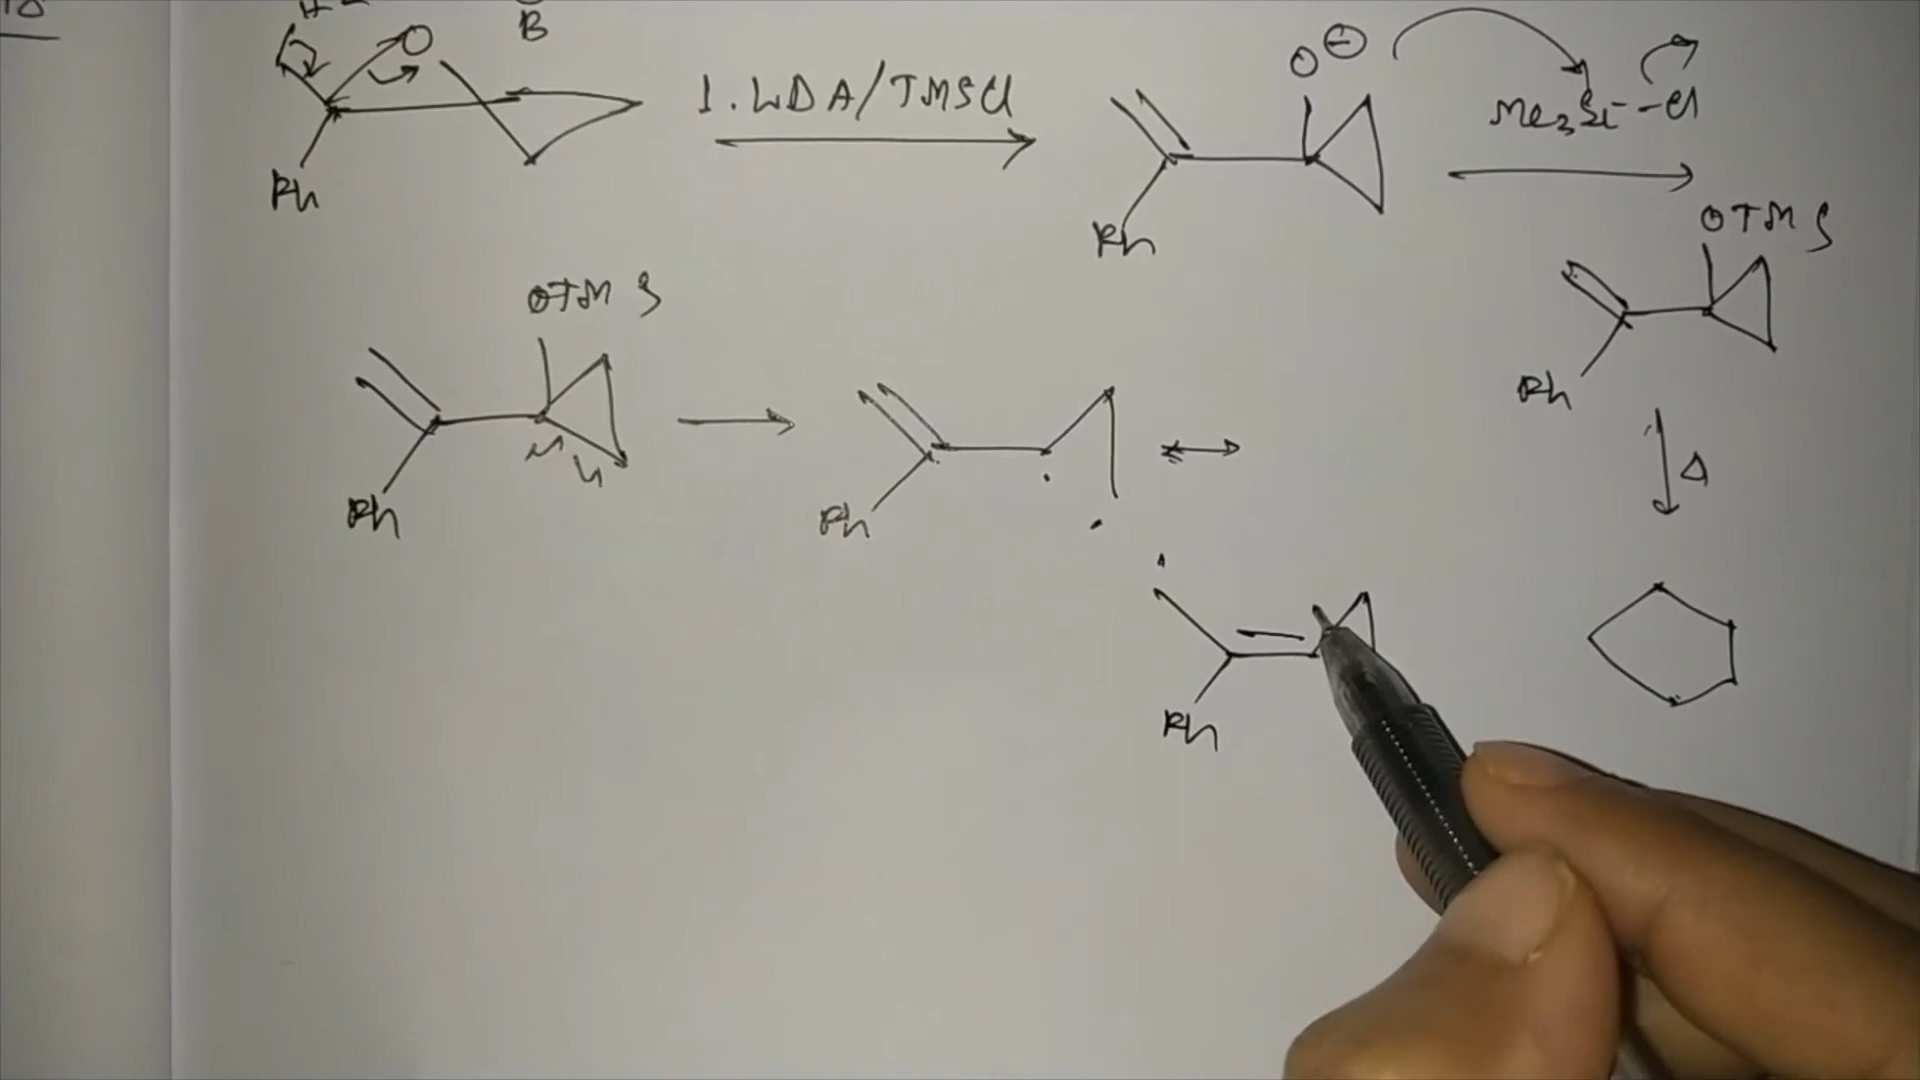 B
O
1. LDA/TMSCl
O ⊖
Me3Si-Cl
Ph
Ph
OTMS
OTMS
Ph
Ph
Ph
Δ
Ph